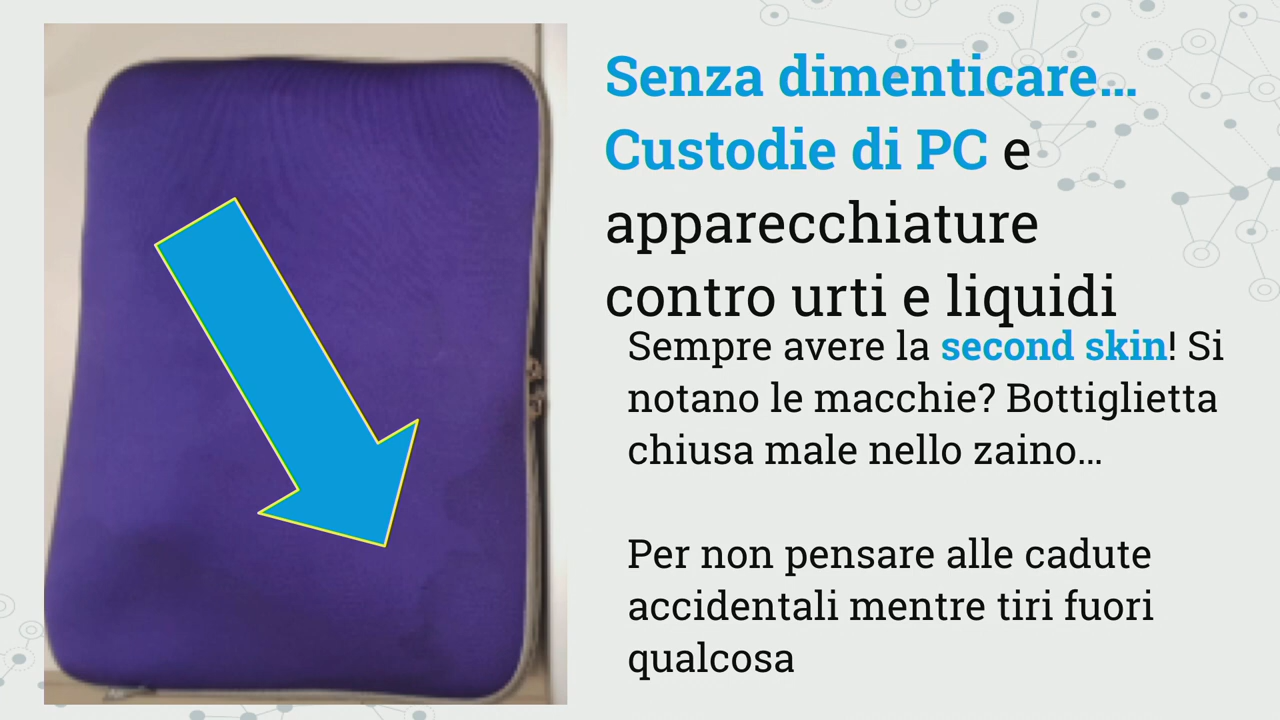 Senza dimenticare…
Custodie di PC e
apparecchiature
contro urti e liquidi
Sempre avere la second skin! Si
notano le macchie? Bottiglietta
chiusa male nello zaino…
Per non pensare alle cadute
accidentali mentre tiri fuori
qualcosa